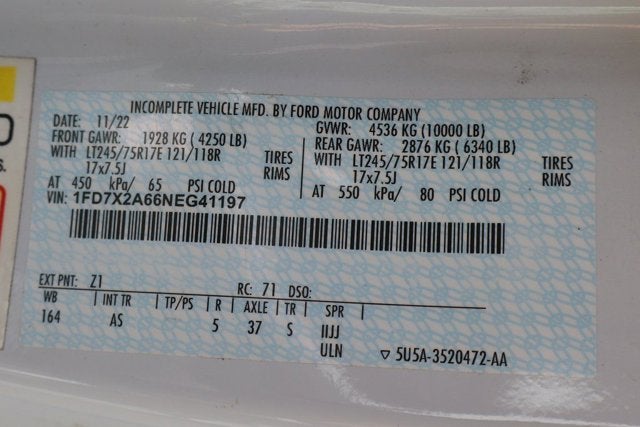 INCOMPLETE VEHICLE MFD. BY FORD MOTOR COMPANY
DATE: 11/22 GVWR: 4536 KG (10000 LB)
FRONT GAWR: 1928 KG ( 4250 LB) REAR GAWR: 2876 KG ( 6340 LB)
WITH LT245/75R17E 121/118R TIRES WITH LT245/75R17E 121/118R TIRES
17x7.5J RIMS 17x7.5J RIMS
AT 450 kPa/ 65 PSI COLD AT 550 kPa/ 80 PSI COLD
VIN: 1FD7X2A66NEG41197
EXT PNT: Z1 RC: 71 DSO:
WB INT TR TP/PS R AXLE TR SPR
164 AS 5 37 S IIJJ
ULN 5U5A-3520472-AA
O
S.